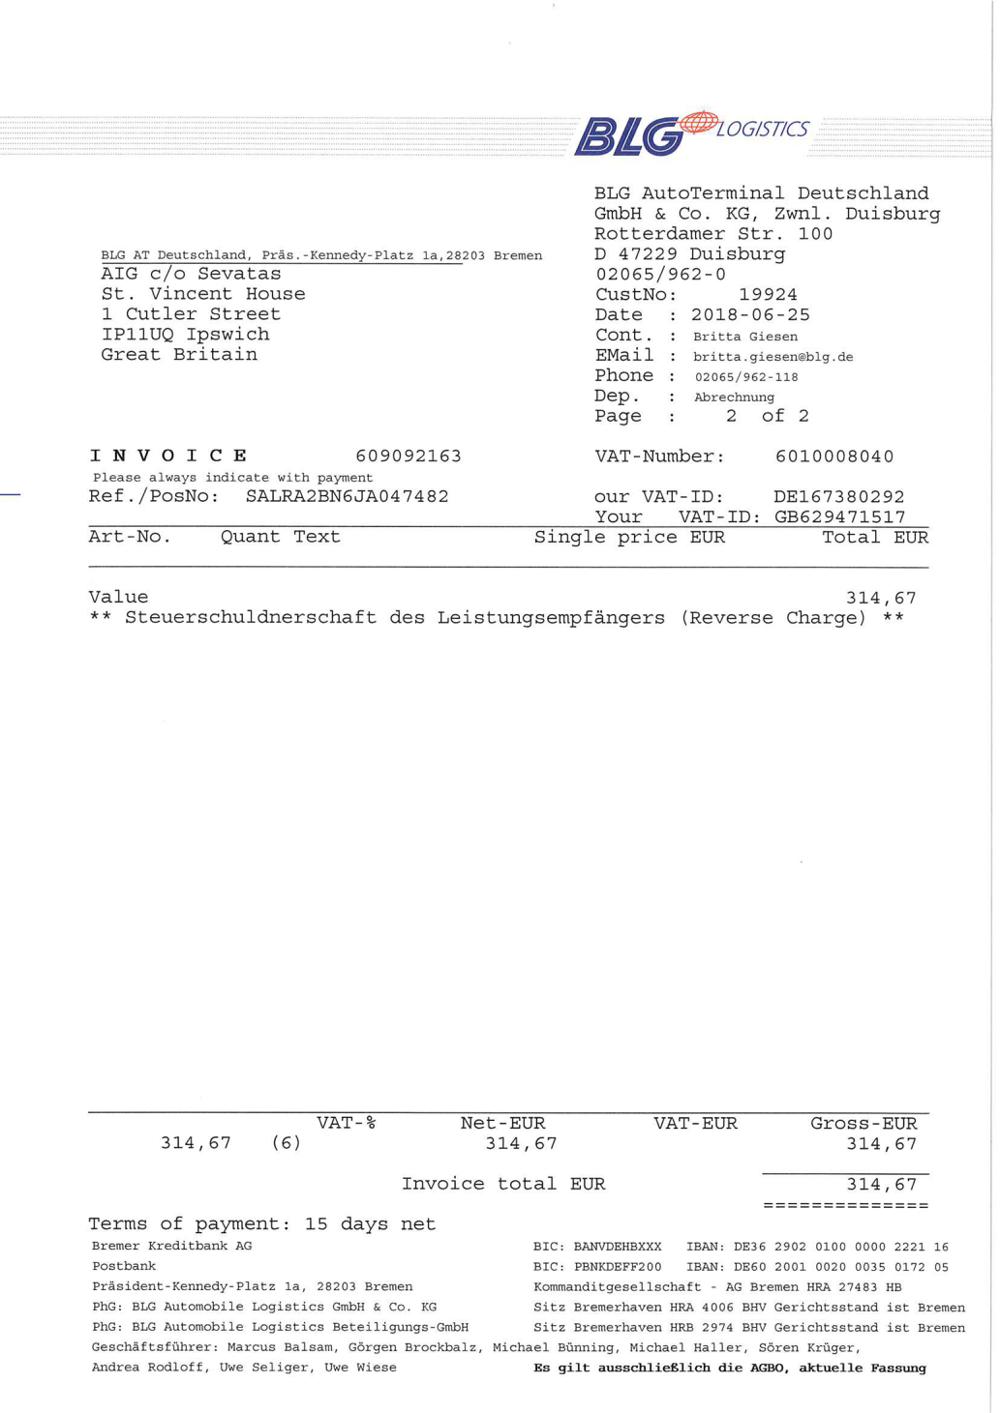 BLG LOGISTICS
BLG AutoTerminal Deutschland
GmbH & Co. KG, Zwnl. Duisburg
Rotterdamer Str. 100
D 47229 Duisburg
02065/962-0
CustNo: 19924
Date : 2018-06-25
Cont. : Britta Giesen
EMail : britta.giesen@blg.de
Phone : 02065/962-118
Dep. : Abrechnung
Page : 2 of 2
BLG AT Deutschland, Präs.-Kennedy-Platz 1a,28203 Bremen
AIG c/o Sevatas
St. Vincent House
1 Cutler Street
IP11UQ Ipswich
Great Britain
I N V O I C E 609092163 VAT-Number: 6010008040
Please always indicate with payment
Ref./PosNo: SALRA2BN6JA047482 our VAT-ID: DE167380292
Your VAT-ID: GB629471517
Art-No. Quant Text Single price EUR Total EUR
Value 314,67
** Steuerschuldnerschaft des Leistungsempfängers (Reverse Charge) **
VAT-% Net-EUR VAT-EUR Gross-EUR
314,67 (6) 314,67 314,67
Invoice total EUR 314,67
==============
Terms of payment: 15 days net
Bremer Kreditbank AG BIC: BANVDEHBXXX IBAN: DE36 2902 0100 0000 2221 16
Postbank BIC: PBNKDEFF200 IBAN: DE60 2001 0020 0035 0172 05
Präsident-Kennedy-Platz 1a, 28203 Bremen Kommanditgesellschaft - AG Bremen HRA 27483 HB
PhG: BLG Automobile Logistics GmbH & Co. KG Sitz Bremerhaven HRA 4006 BHV Gerichtsstand ist Bremen
PhG: BLG Automobile Logistics Beteiligungs-GmbH Sitz Bremerhaven HRB 2974 BHV Gerichtsstand ist Bremen
Geschäftsführer: Marcus Balsam, Görgen Brockbalz, Michael Bünning, Michael Haller, Sören Krüger,
Andrea Rodloff, Uwe Seliger, Uwe Wiese Es gilt ausschließlich die AGBO, aktuelle Fassung